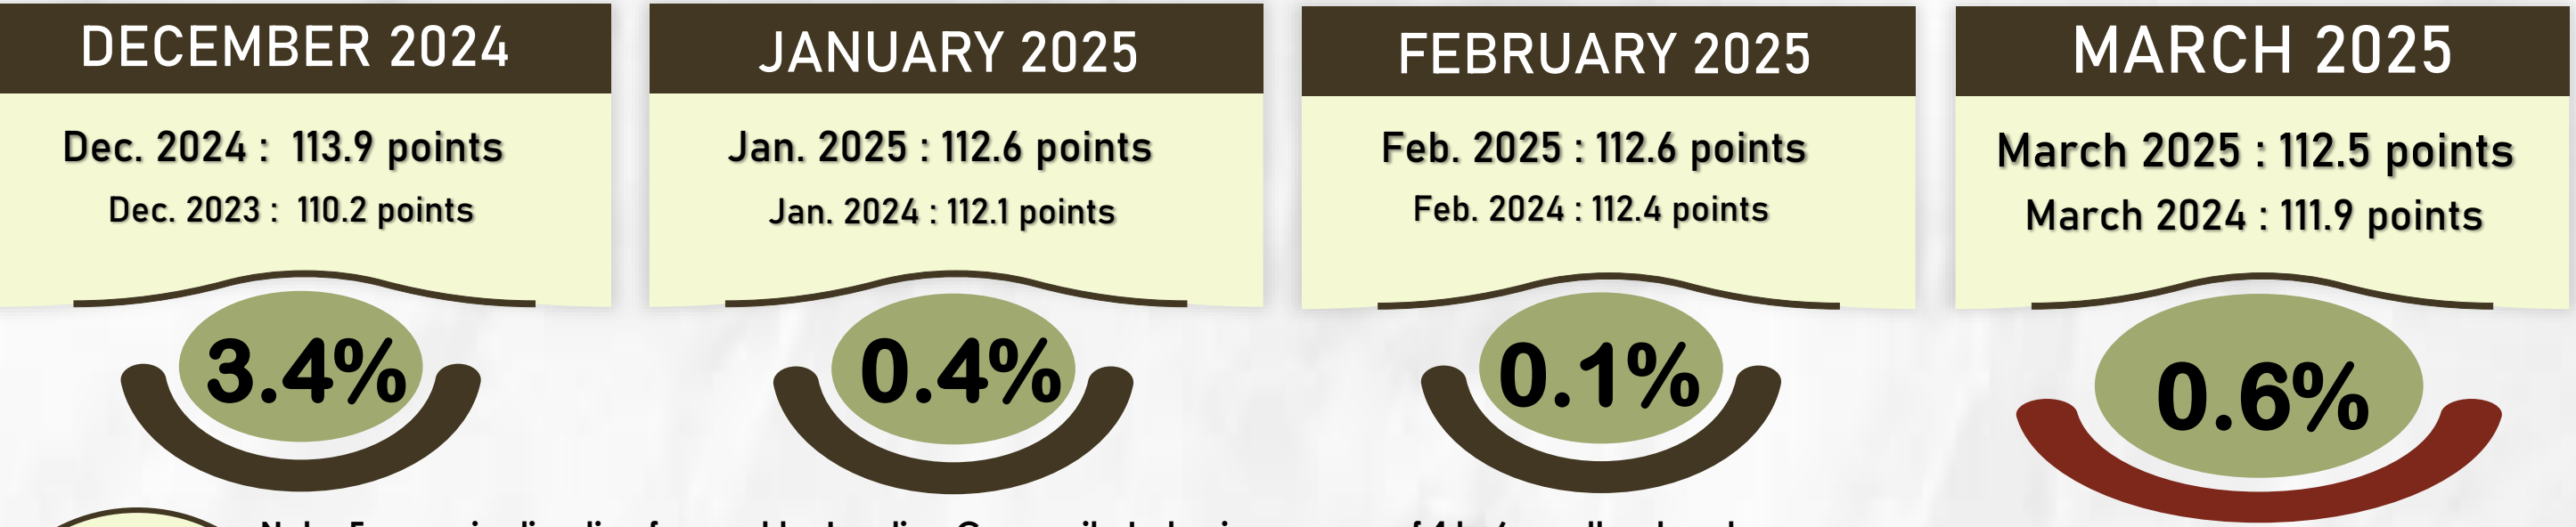 DECEMBER 2024
Dec. 2024 : 113.9 points
Dec. 2023 : 110.2 points
3.4%
JANUARY 2025
Jan. 2025 : 112.6 points
Jan. 2024 : 112.1 points
0.4%
FEBRUARY 2025
Feb. 2025 : 112.6 points
Feb. 2024 : 112.4 points
0.1%
MARCH 2025
March 2025 : 112.5 points
March 2024 : 111.9 points
0.6%